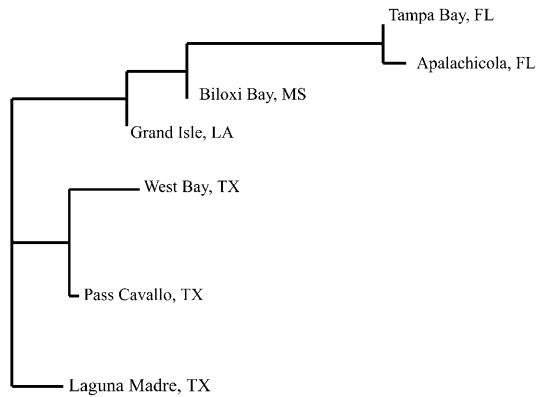 Tampa Bay, FL
Apalachicola, FL
Biloxi Bay, MS
Grand Isle, LA
West Bay, TX
Pass Cavallo, TX
Laguna Madre, TX